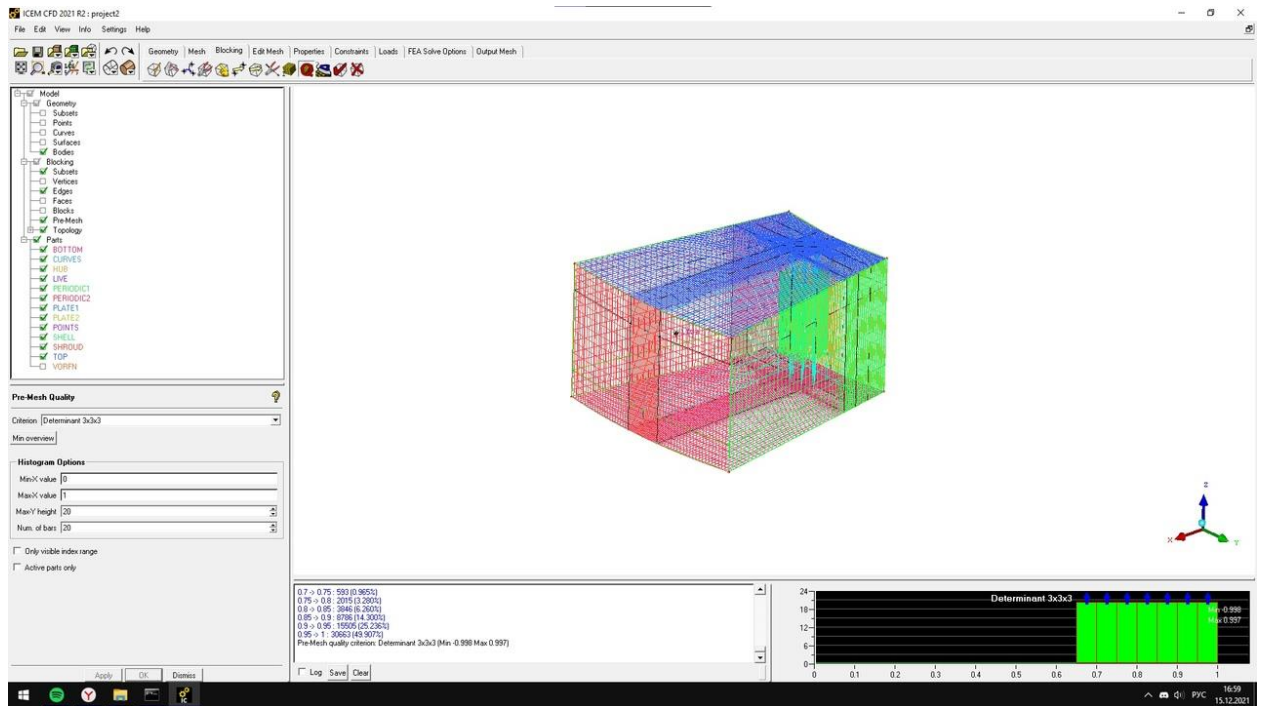 ICEM CFD 2021 R2 : project2
File Edit View Info Settings Help
Geometry Mesh Blocking Edit Mesh Properties Constraints Loads FEA Solve Options Output Mesh
Model
Geometry
Subsets
Points
Curves
Surfaces
Bodies
Blocking
Subsets
Vertices
Edges
Faces
Blocks
Pre-Mesh
Topology
Parts
BOTTOM
CURVES
HUB
LIVE
PERIODIC1
PERIODIC2
PLATE1
PLATE2
POINTS
SHELL
SHROUD
TOP
VORFN
Pre-Mesh Quality
Criterion Determinant 3x3x3
Min overview
Histogram Options
Min-X value 0
Max-X value 1
Max-Y height 20
Num. of bars 20
Only visible index range
Active parts only
Apply OK Dismiss
Z
X
Y
0.7 -> 0.75 : 593 (0.965%)
0.75 -> 0.8 : 2015 (3.280%)
0.8 -> 0.85 : 3846 (6.260%)
0.85 -> 0.9 : 8786 (14.300%)
0.9 -> 0.95 : 15505 (25.236%)
0.95 -> 1 : 30663 (49.907%)
Pre-Mesh quality criterion: Determinant 3x3x3 (Min -0.998 Max 0.997)
Log Save Clear
Determinant 3x3x3
Min -0.998
Max 0.997
24
18
12
6
0
0 0.1 0.2 0.3 0.4 0.5 0.6 0.7 0.8 0.9 1
РУС
16:59
15.12.2021